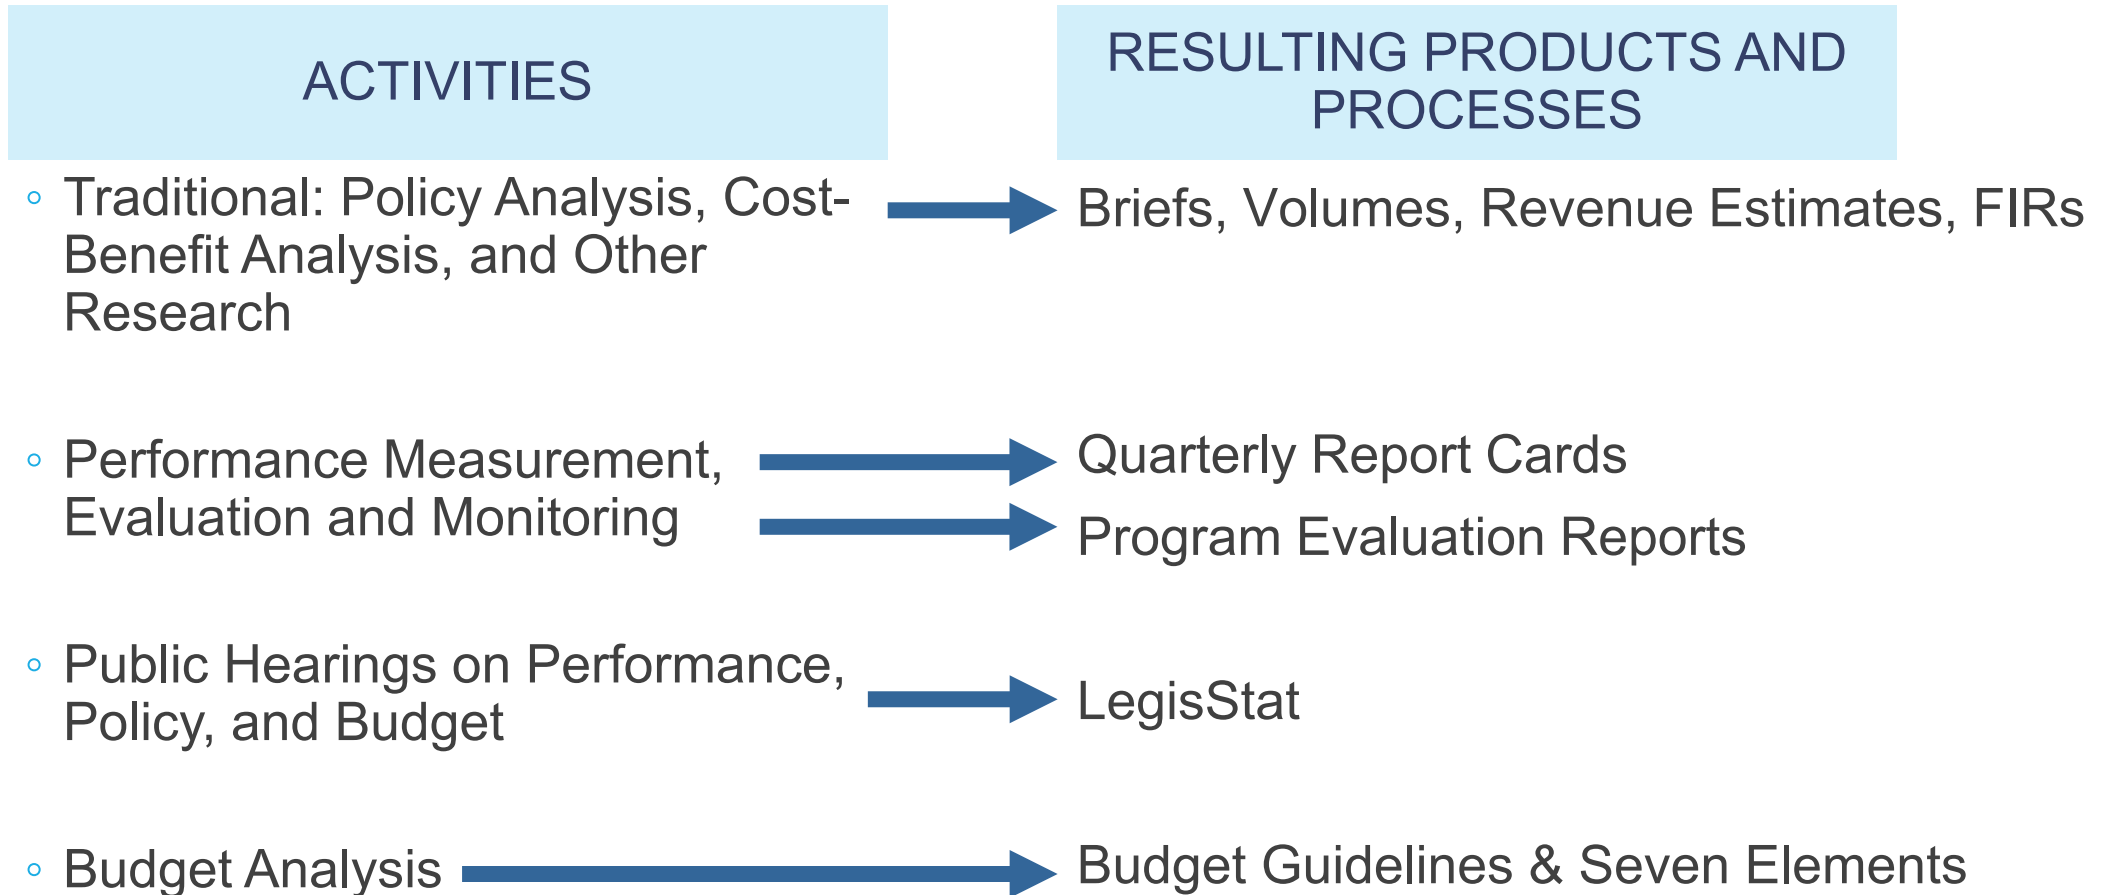 ACTIVITIES
RESULTING PRODUCTS AND
PROCESSES
◦ Traditional: Policy Analysis, Cost-
Benefit Analysis, and Other
Research
Briefs, Volumes, Revenue Estimates, FIRs
◦ Performance Measurement,
Evaluation and Monitoring
Quarterly Report Cards
Program Evaluation Reports
◦ Public Hearings on Performance,
Policy, and Budget
LegisStat
◦ Budget Analysis
Budget Guidelines & Seven Elements